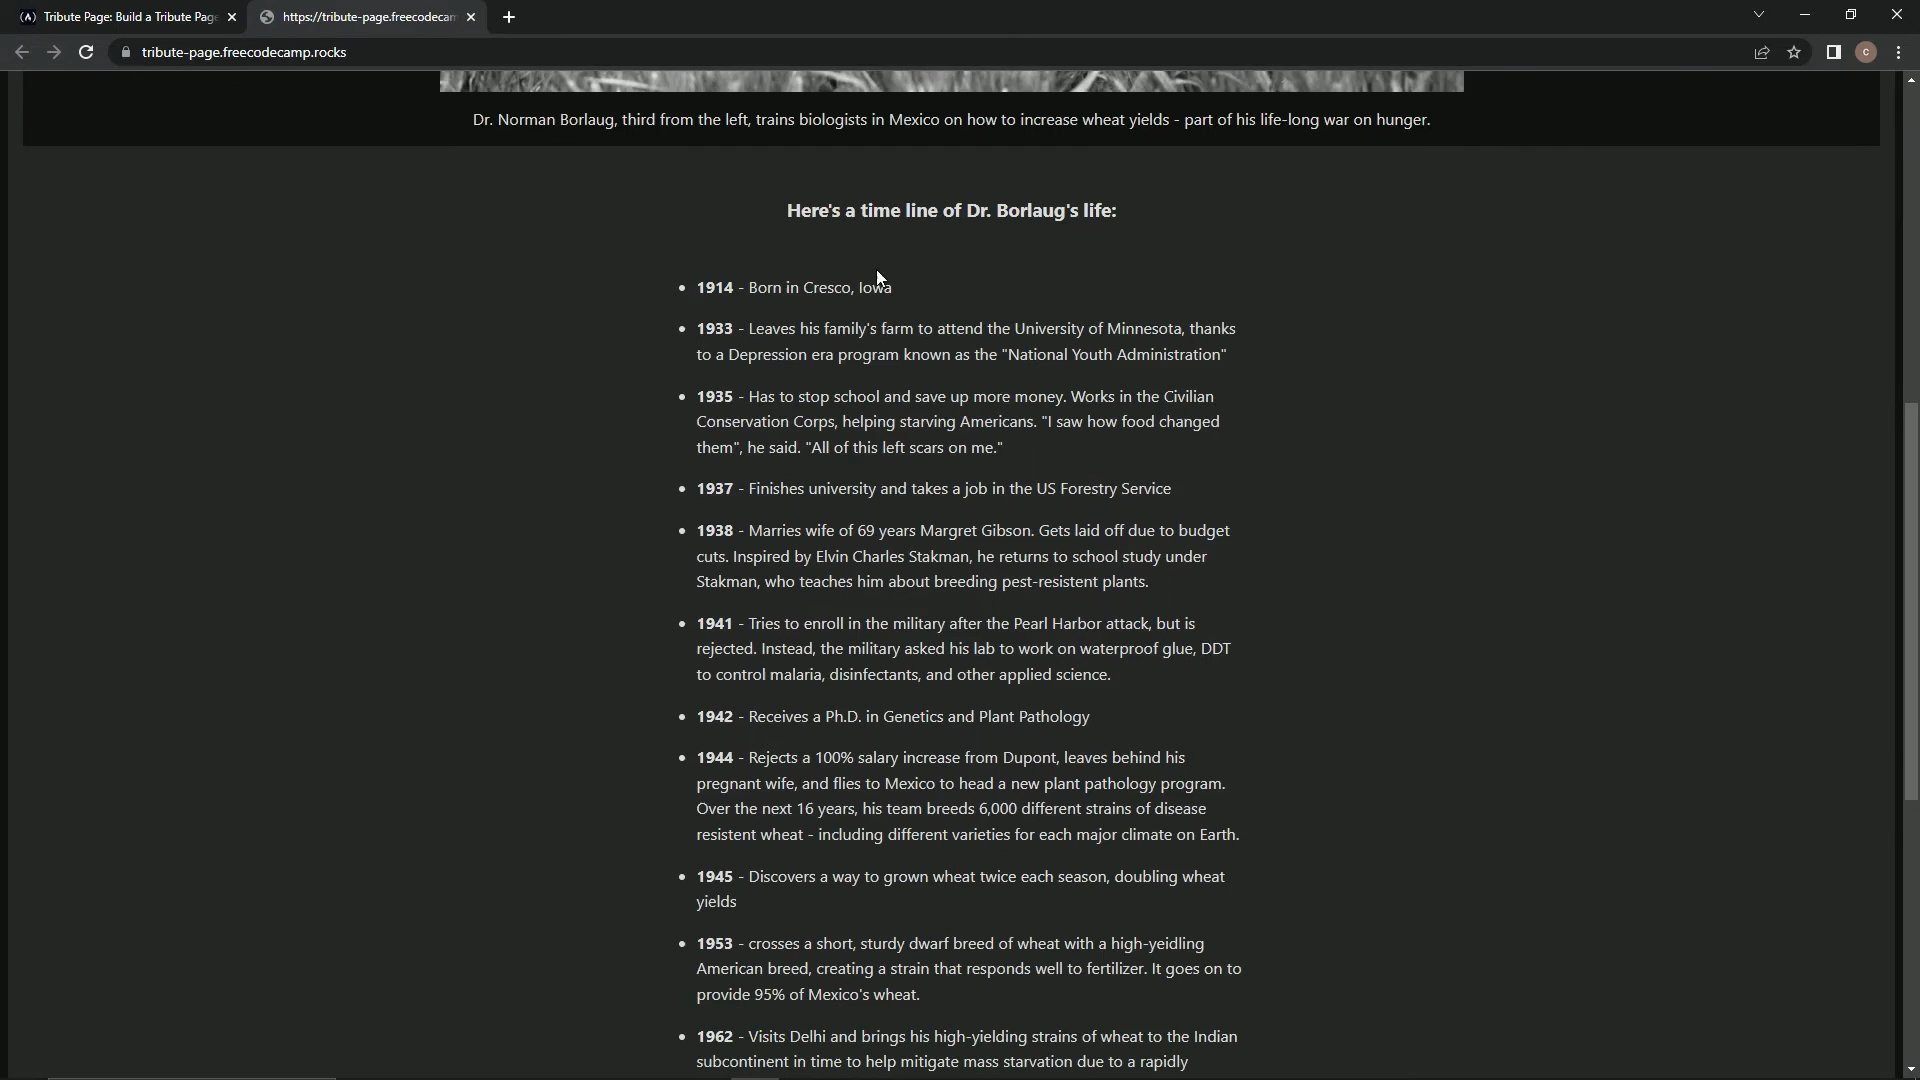 Tribute Page: Build a Tribute Page
https://tribute-page.freecodecam
tribute-page.freecodecamp.rocks
C
Dr. Norman Borlaug, third from the left, trains biologists in Mexico on how to increase wheat yields - part of his life-long war on hunger.
Here's a time line of Dr. Borlaug's life:
• 1914 - Born in Cresco, Iowa
• 1933 - Leaves his family's farm to attend the University of Minnesota, thanks
to a Depression era program known as the "National Youth Administration"
• 1935 - Has to stop school and save up more money. Works in the Civilian
Conservation Corps, helping starving Americans. "I saw how food changed
them", he said. "All of this left scars on me."
• 1937 - Finishes university and takes a job in the US Forestry Service
• 1938 - Marries wife of 69 years Margret Gibson. Gets laid off due to budget
cuts. Inspired by Elvin Charles Stakman, he returns to school study under
Stakman, who teaches him about breeding pest-resistent plants.
• 1941 - Tries to enroll in the military after the Pearl Harbor attack, but is
rejected. Instead, the military asked his lab to work on waterproof glue, DDT
to control malaria, disinfectants, and other applied science.
• 1942 - Receives a Ph.D. in Genetics and Plant Pathology
• 1944 - Rejects a 100% salary increase from Dupont, leaves behind his
pregnant wife, and flies to Mexico to head a new plant pathology program.
Over the next 16 years, his team breeds 6,000 different strains of disease
resistent wheat - including different varieties for each major climate on Earth.
• 1945 - Discovers a way to grown wheat twice each season, doubling wheat
yields
• 1953 - crosses a short, sturdy dwarf breed of wheat with a high-yeidling
American breed, creating a strain that responds well to fertilizer. It goes on to
provide 95% of Mexico's wheat.
• 1962 - Visits Delhi and brings his high-yielding strains of wheat to the Indian
subcontinent in time to help mitigate mass starvation due to a rapidly